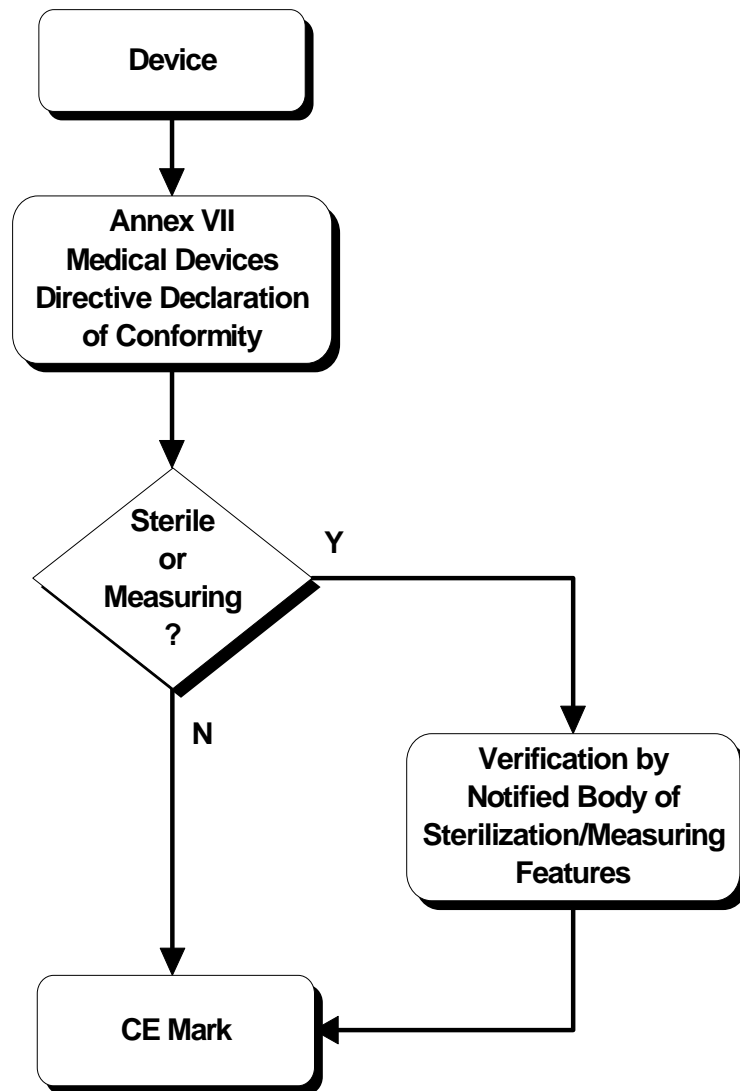 Device
Annex VII
Medical Devices
Directive Declaration
of Conformity
Sterile
or
Measuring
?
Y
N
Verification by
Notified Body of
Sterilization/Measuring
Features
CE Mark